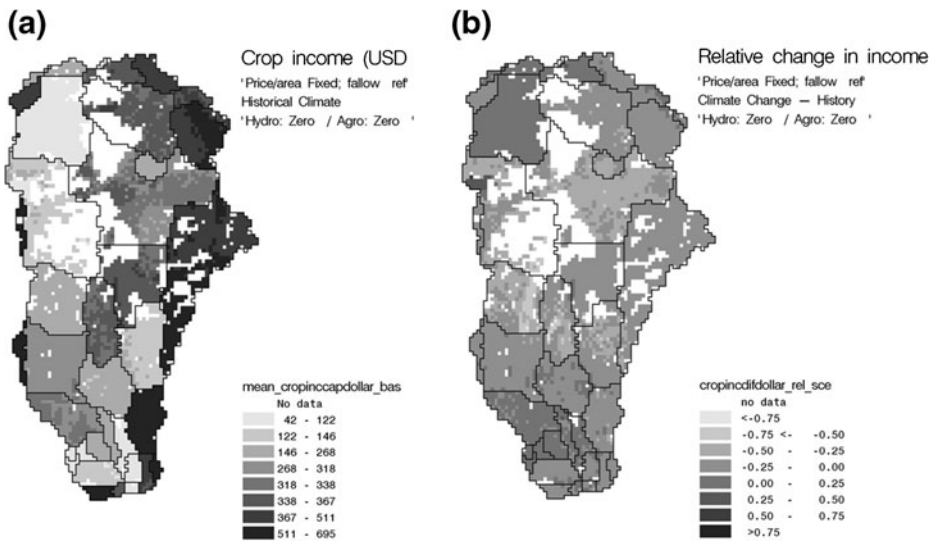 (a)
Crop income (USD
'Price/area Fixed; fallow ref'
Historical Climate
'Hydro: Zero / Agro: Zero '
mean_cropinccapdollar_bas
No data
42 - 122
122 - 146
146 - 268
268 - 318
318 - 338
338 - 367
367 - 511
511 - 695
(b)
Relative change in income
'Price/area Fixed; fallow ref'
Climate Change — History
'Hydro: Zero / Agro: Zero '
cropincdifdollar_rel_sce
no data
<-0.75
-0.75 <- -0.50
-0.50 - -0.25
-0.25 - 0.00
0.00 - 0.25
0.25 - 0.50
0.50 - 0.75
>0.75